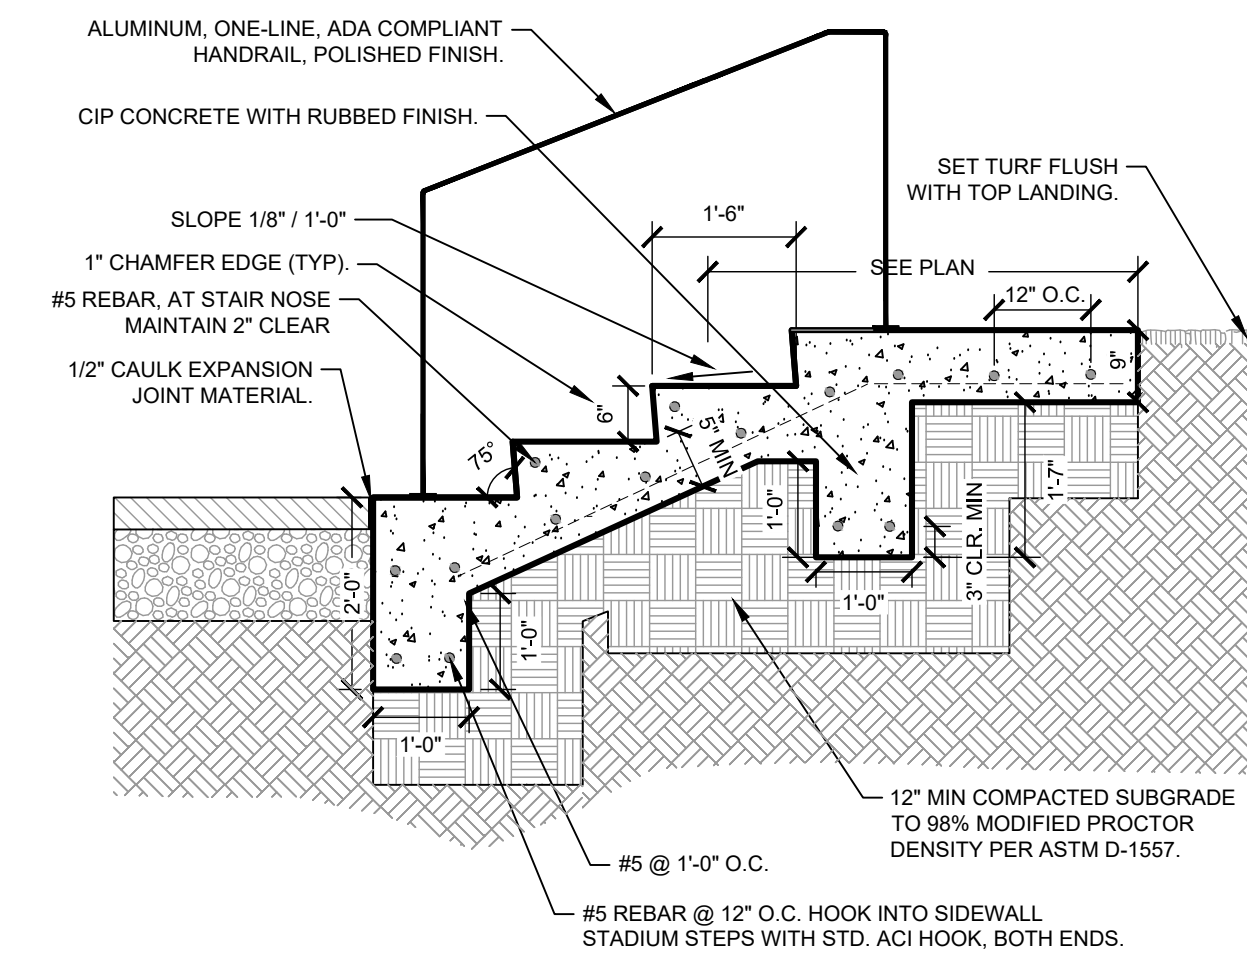 ALUMINUM, ONE-LINE, ADA COMPLIANT
HANDRAIL, POLISHED FINISH.
CIP CONCRETE WITH RUBBED FINISH.
SET TURF FLUSH
WITH TOP LANDING.
SLOPE 1/8" / 1'-0"
1'-6"
1" CHAMFER EDGE (TYP).
SEE PLAN
#5 REBAR, AT STAIR NOSE
MAINTAIN 2" CLEAR
12" O.C.
1/2" CAULK EXPANSION
JOINT MATERIAL.
9"
6"
75°
5" MIN
1'-7"
1'-0"
3" CLR. MIN
2'-0"
1'-0"
1'-0"
1'-0"
12" MIN COMPACTED SUBGRADE
TO 98% MODIFIED PROCTOR
DENSITY PER ASTM D-1557.
#5 @ 1'-0" O.C.
#5 REBAR @ 12" O.C. HOOK INTO SIDEWALL
STADIUM STEPS WITH STD. ACI HOOK, BOTH ENDS.